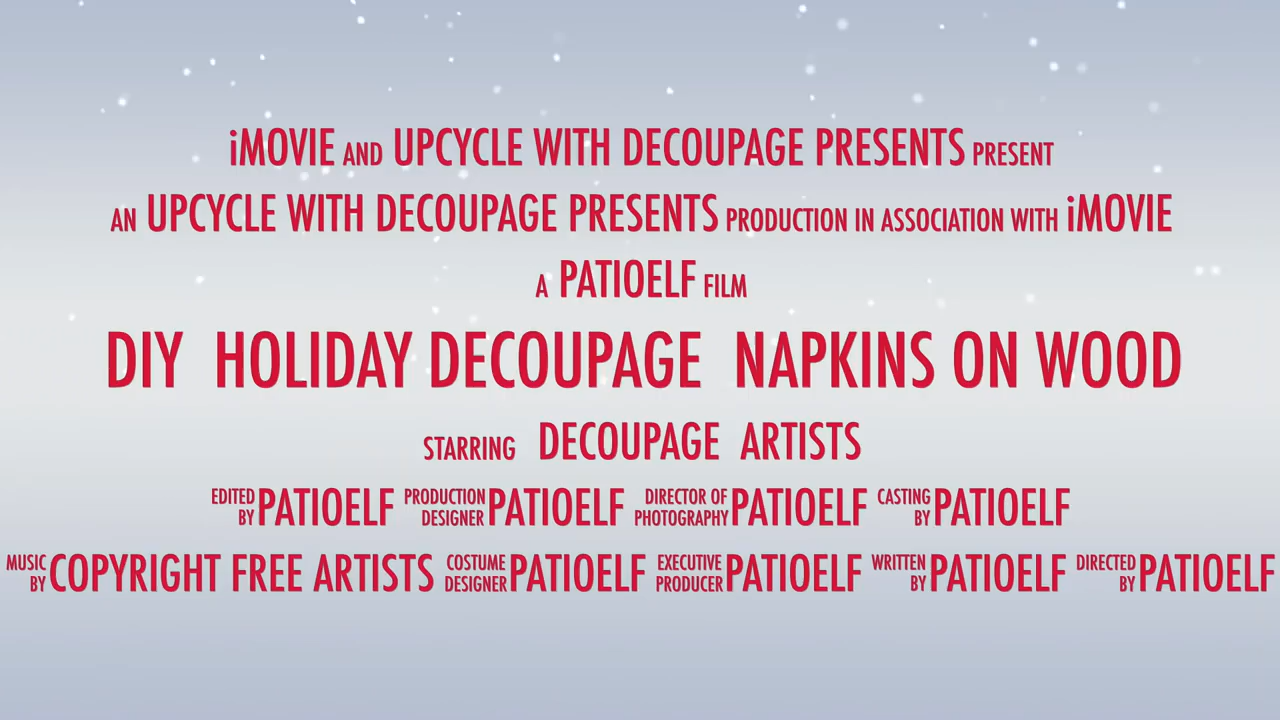 iMOVIE AND UPCYCLE WITH DECOUPAGE PRESENTS PRESENT
AN UPCYCLE WITH DECOUPAGE PRESENTS PRODUCTION IN ASSOCIATION WITH iMOVIE
A PATIOELF FILM
DIY HOLIDAY DECOUPAGE NAPKINS ON WOOD
STARRING DECOUPAGE ARTISTS
EDITED BY PATIOELF PRODUCTION DESIGNER PATIOELF DIRECTOR OF PHOTOGRAPHY PATIOELF CASTING BY PATIOELF
MUSIC BY COPYRIGHT FREE ARTISTS COSTUME DESIGNER PATIOELF EXECUTIVE PRODUCER PATIOELF WRITTEN BY PATIOELF DIRECTED BY PATIOELF